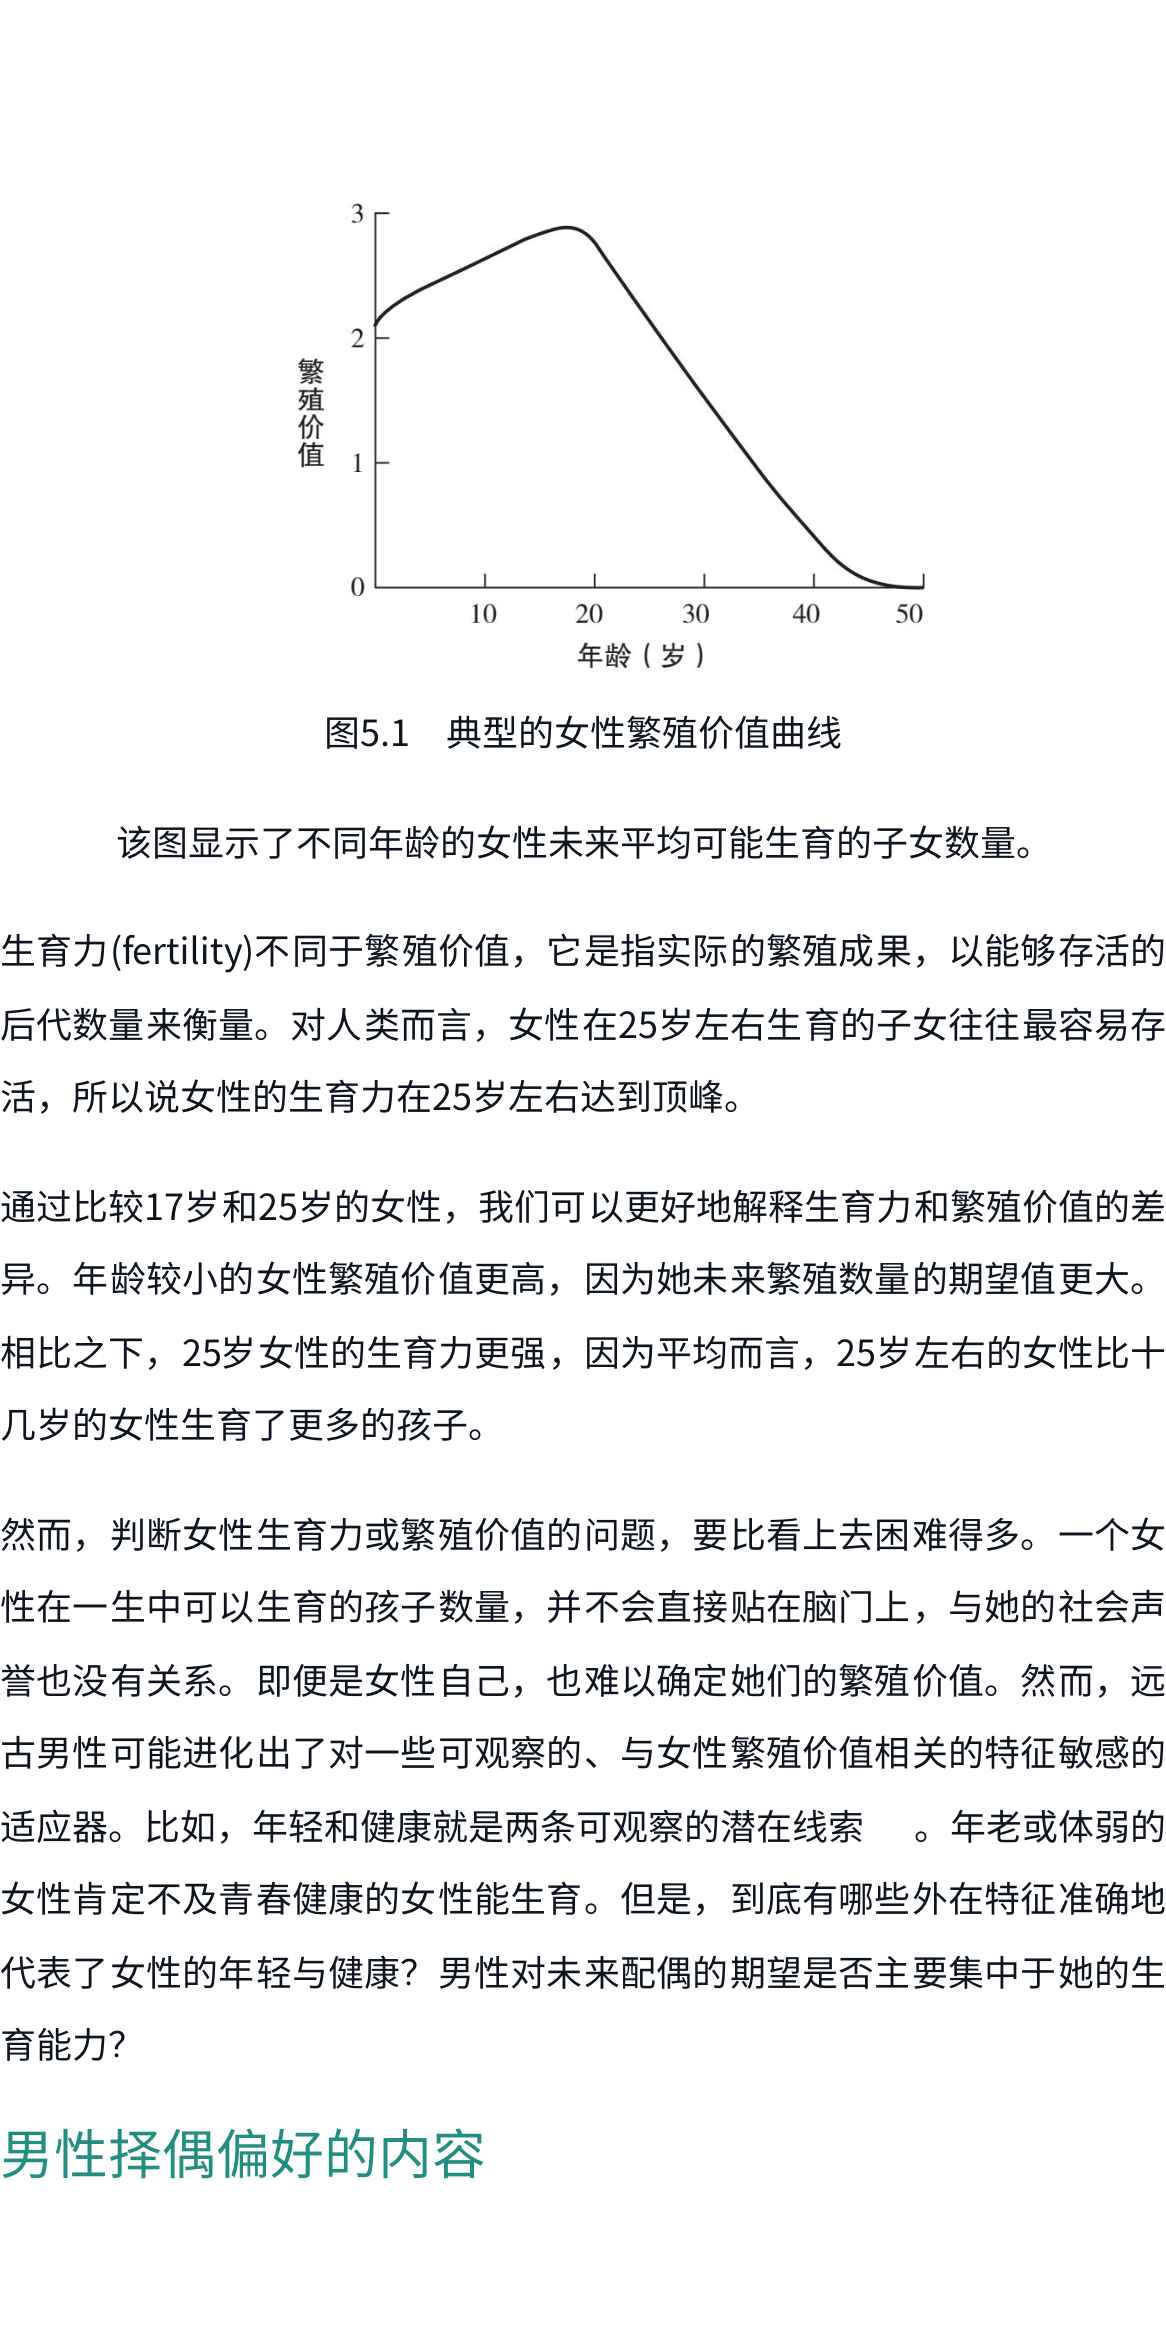 3
2
繁殖价值
1
0
10 20 30 40 50
年龄（岁）
图5.1 典型的女性繁殖价值曲线
该图显示了不同年龄的女性未来平均可能生育的子女数量。
生育力(fertility)不同于繁殖价值，它是指实际的繁殖成果，以能够存活的
后代数量来衡量。对人类而言，女性在25岁左右生育的子女往往最容易存
活，所以说女性的生育力在25岁左右达到顶峰。
通过比较17岁和25岁的女性，我们可以更好地解释生育力和繁殖价值的差
异。年龄较小的女性繁殖价值更高，因为她未来繁殖数量的期望值更大。
相比之下，25岁女性的生育力更强，因为平均而言，25岁左右的女性比十
几岁的女性生育了更多的孩子。
然而，判断女性生育力或繁殖价值的问题，要比看上去困难得多。一个女
性在一生中可以生育的孩子数量，并不会直接贴在脑门上，与她的社会声
誉也没有关系。即便是女性自己，也难以确定她们的繁殖价值。然而，远
古男性可能进化出了对一些可观察的、与女性繁殖价值相关的特征敏感的
适应器。比如，年轻和健康就是两条可观察的潜在线索 。年老或体弱的
女性肯定不及青春健康的女性能生育。但是，到底有哪些外在特征准确地
代表了女性的年轻与健康？男性对未来配偶的期望是否主要集中于她的生
育能力？
男性择偶偏好的内容